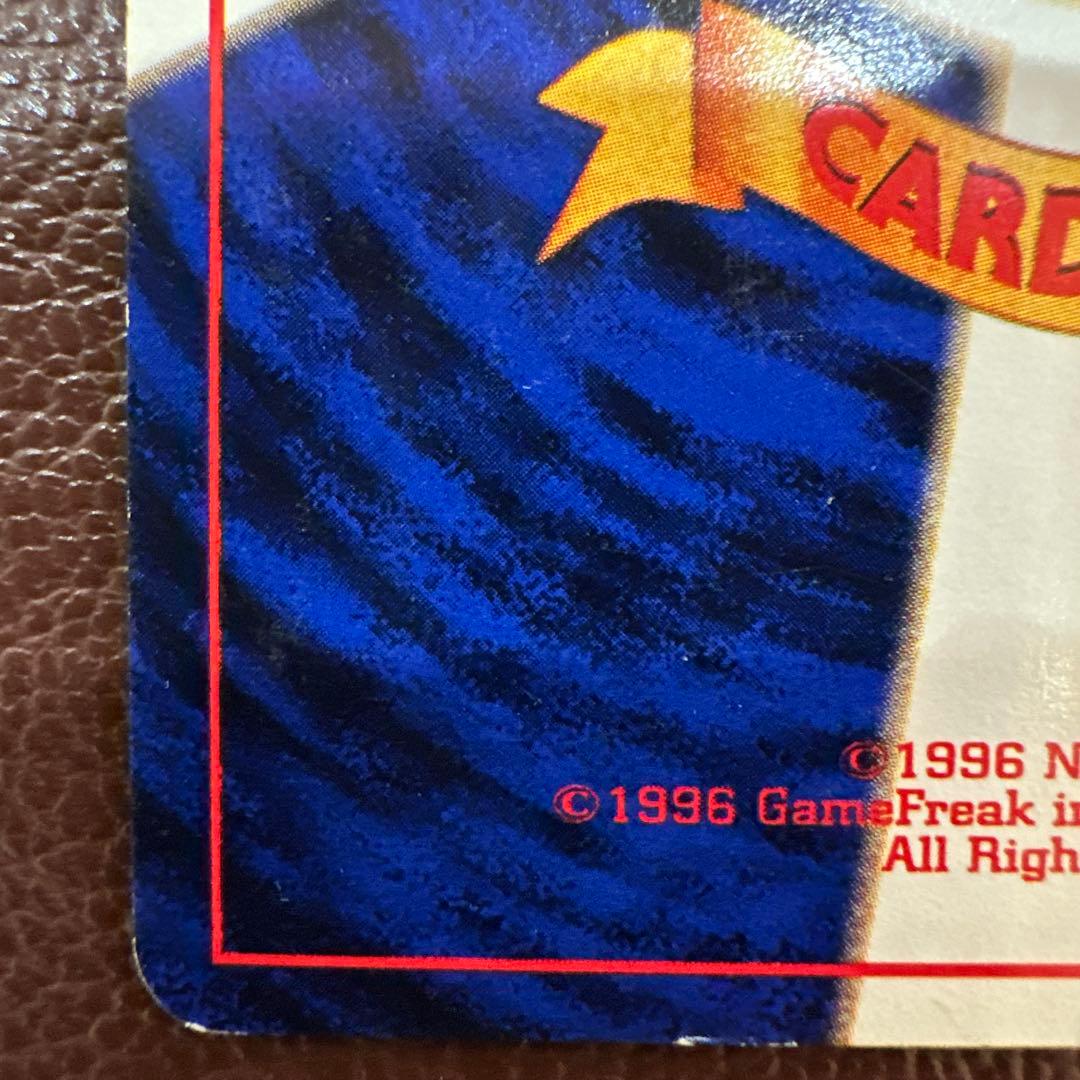 CARD
©1996 N
©1996 GameFreak in
All Righ